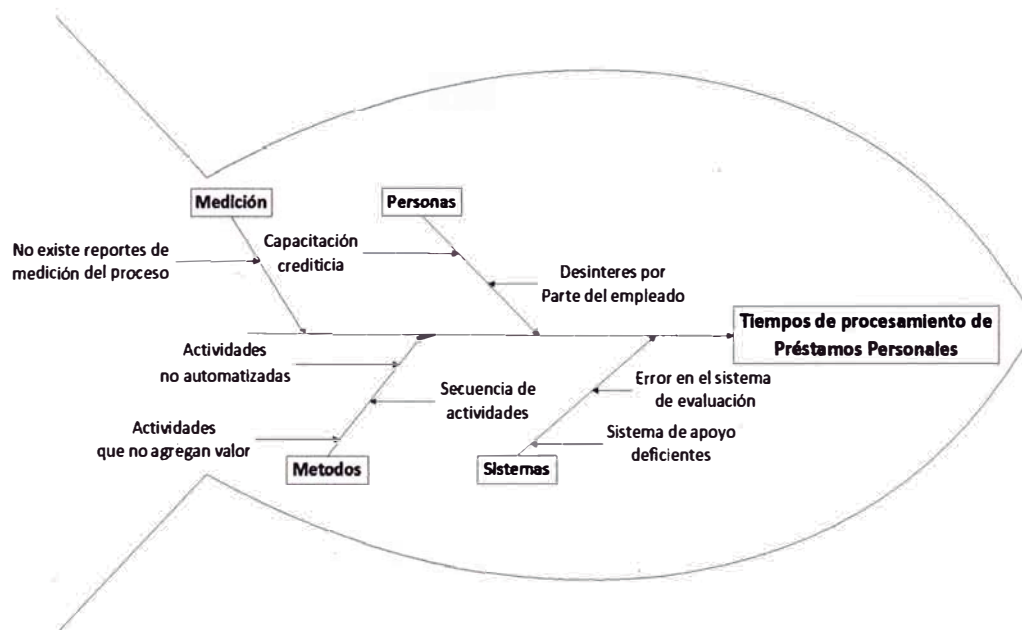 Medición
Personas
No existe reportes de
medición del proceso
Capacitación
crediticia
Desinteres por
Parte del empleado
Tiempos de procesamiento de
Préstamos Personales
Actividades
no automatizadas
Secuencia de
actividades
Error en el sistema
de evaluación
Actividades
que no agregan valor
Sistema de apoyo
deficientes
Metodos
Sistemas